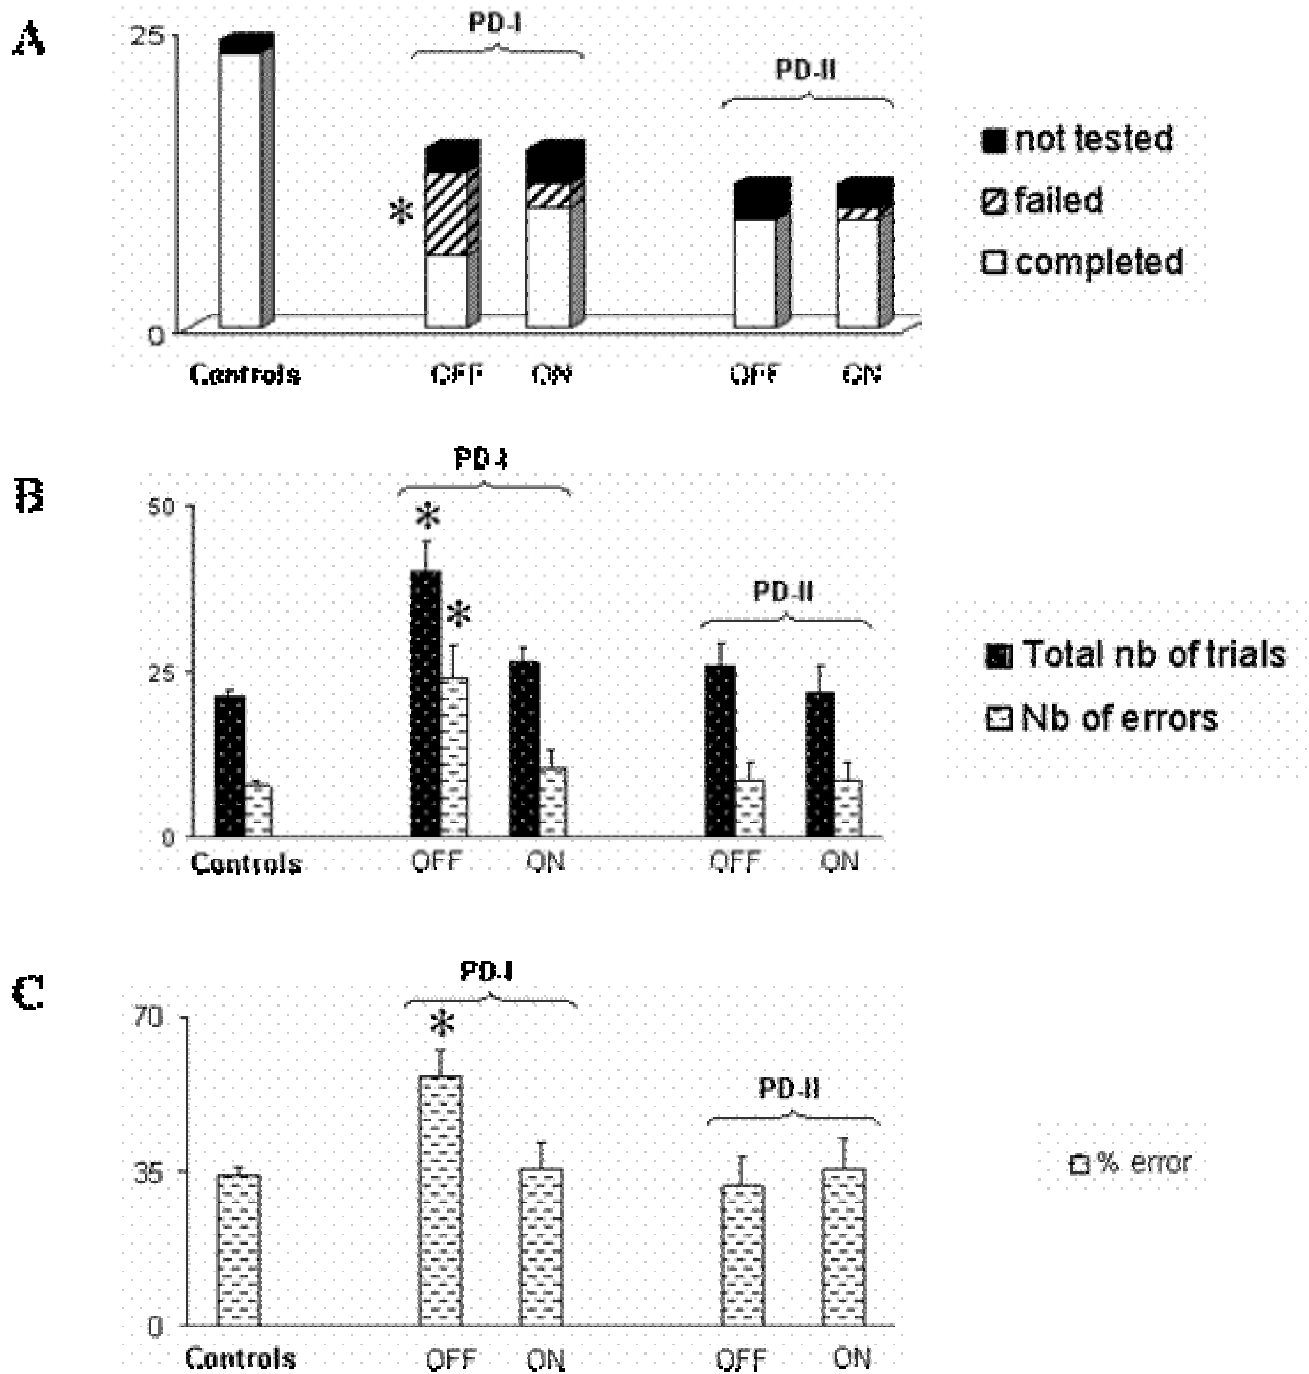 A
25
PD-I
PD-II
not tested
failed
completed
*
0
Controls OFF ON OFF ON
B
PD-I
50
*
PD-II
*
25
Total nb of trials
Nb of errors
0
Controls OFF ON OFF ON
C
PD-I
70
*
PD-II
35
% error
0
Controls OFF ON OFF ON